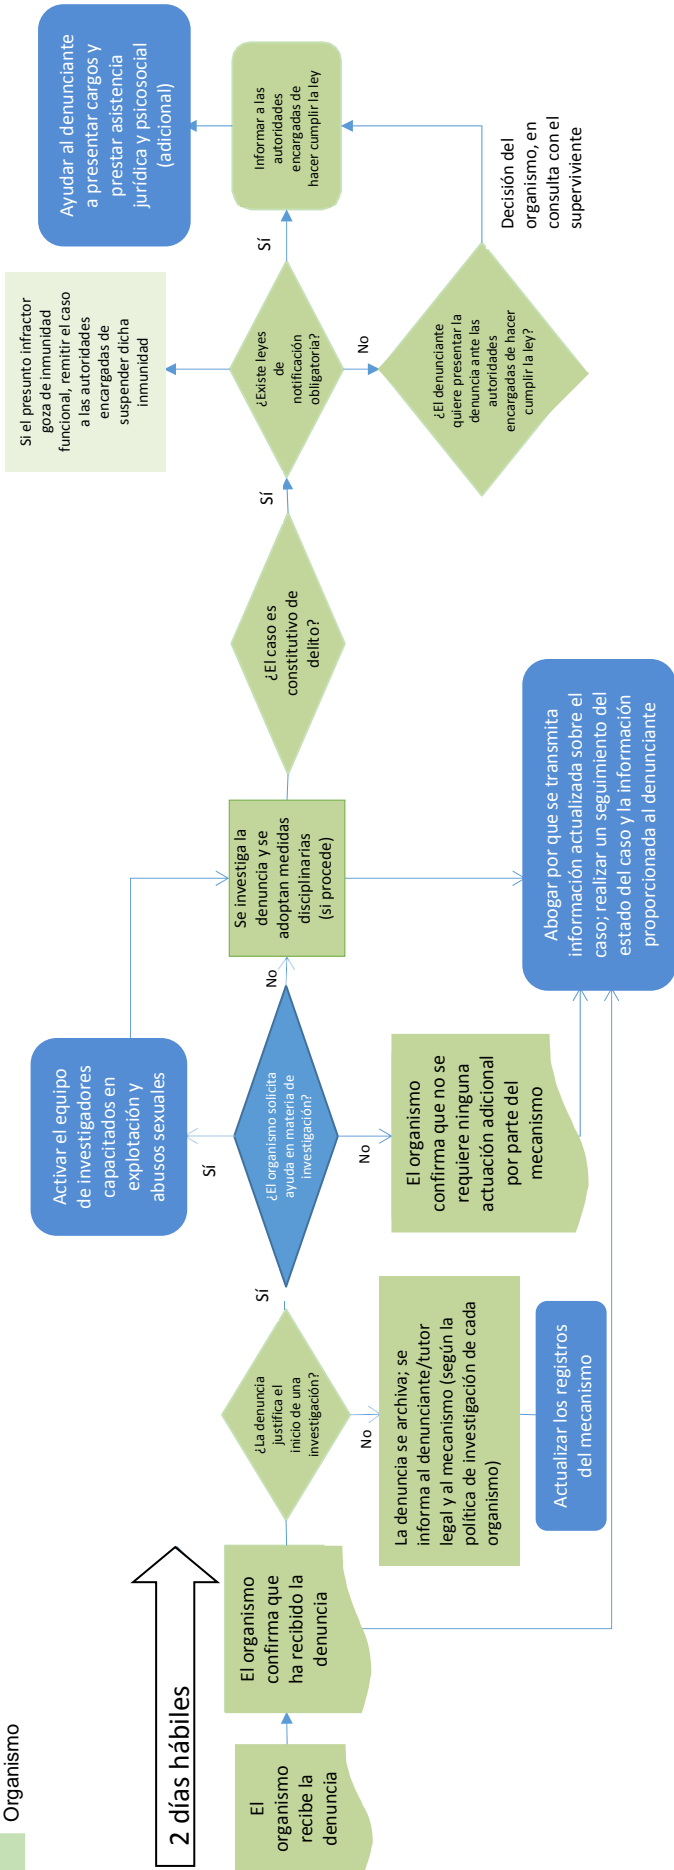 Organismo
2 días hábiles
El
organismo
recibe la
denuncia
El organismo
confirma que
ha recibido la
denuncia
¿La denuncia
justifica el
inicio de una
investigación?
Sí
No
La denuncia se archiva; se
informa al denunciante/tutor
legal y al mecanismo (según la
política de investigación de cada
organismo)
Actualizar los registros
del mecanismo
¿El organismo solicita
ayuda en materia de
investigación?
Sí
No
No
Activar el equipo
de investigadores
capacitados en
explotación y
abusos sexuales
El organismo
confirma que no se
requiere ninguna
actuación adicional
por parte del
mecanismo
Se investiga la
denuncia y se
adoptan medidas
disciplinarias
(si procede)
Abogar por que se transmita
información actualizada sobre el
caso; realizar un seguimiento del
estado del caso y la información
proporcionada al denunciante
¿El caso es
constitutivo de
delito?
Sí
¿Existe leyes
de
notificación
obligatoria?
Sí
No
Si el presunto infractor
goza de inmunidad
funcional, remitir el caso
a las autoridades
encargadas de
suspender dicha
inmunidad
¿El denunciante
quiere presentar la
denuncia ante las
autoridades
encargadas de hacer
cumplir la ley?
Decisión del
organismo, en
consulta con el
superviviente
Informar a las
autoridades
encargadas de
hacer cumplir la ley
Ayudar al denunciante
a presentar cargos y
prestar asistencia
jurídica y psicosocial
(adicional)